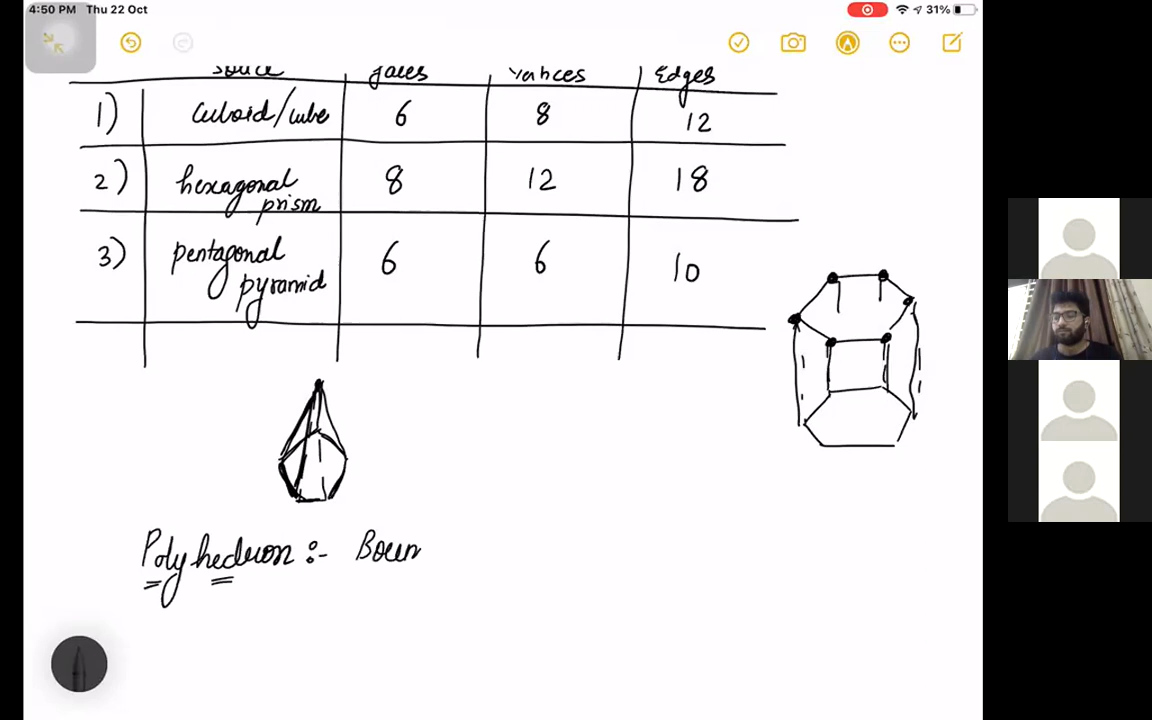 4:50 PM Thu 22 Oct
31%
faces Edges
1) cuboid/cube 6 8 12
2) hexagonal prism 8 12 18
3) pentagonal pyramid 6 6 10
Polyhedron :- Boun